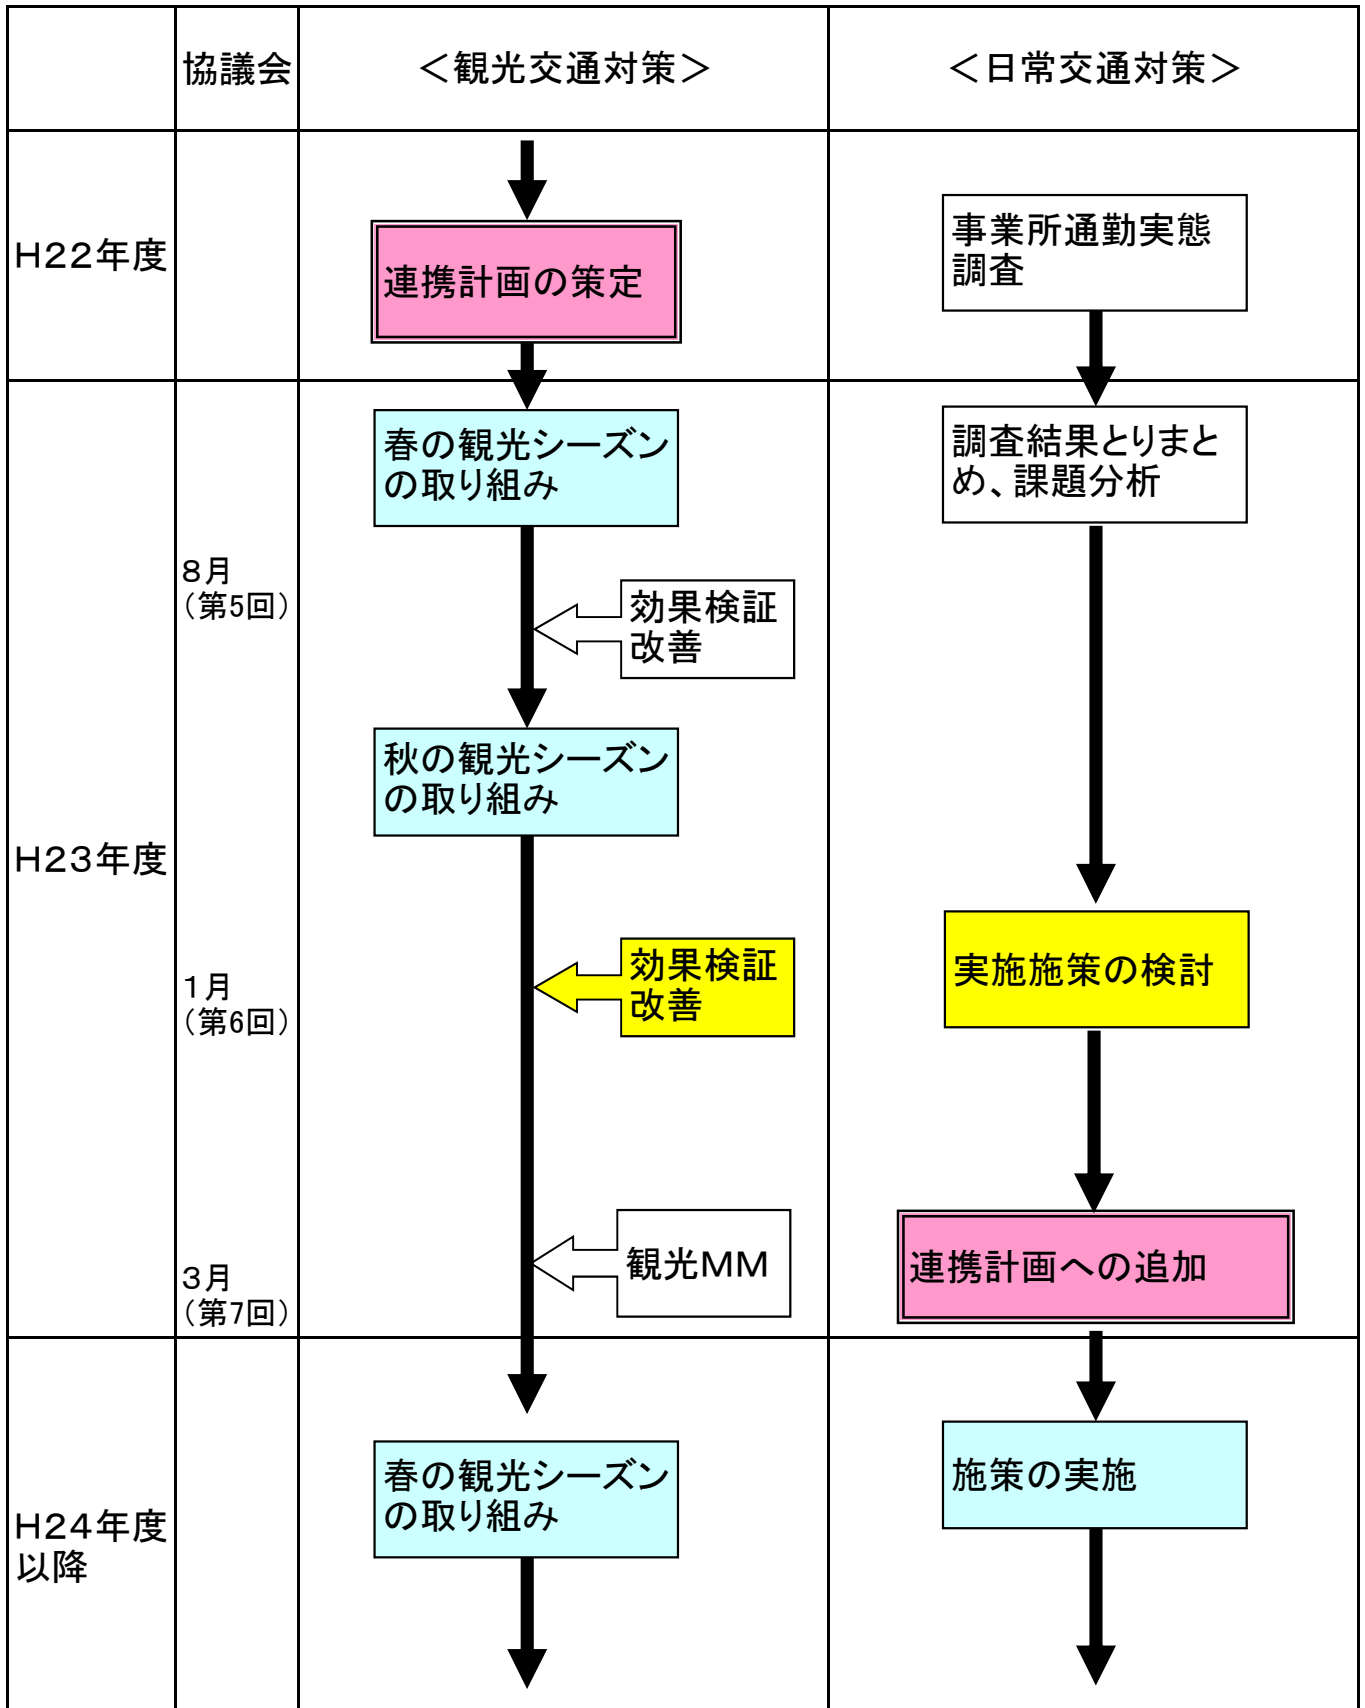 協議会
＜観光交通対策＞
＜日常交通対策＞
H２２年度
連携計画の策定
事業所通勤実態
調査
H２３年度
８月
（第5回）
１月
（第6回）
３月
（第7回）
春の観光シーズン
の取り組み
効果検証
改善
秋の観光シーズン
の取り組み
効果検証
改善
観光MM
調査結果とりまと
め、課題分析
実施施策の検討
連携計画への追加
H２４年度
以降
春の観光シーズン
の取り組み
施策の実施